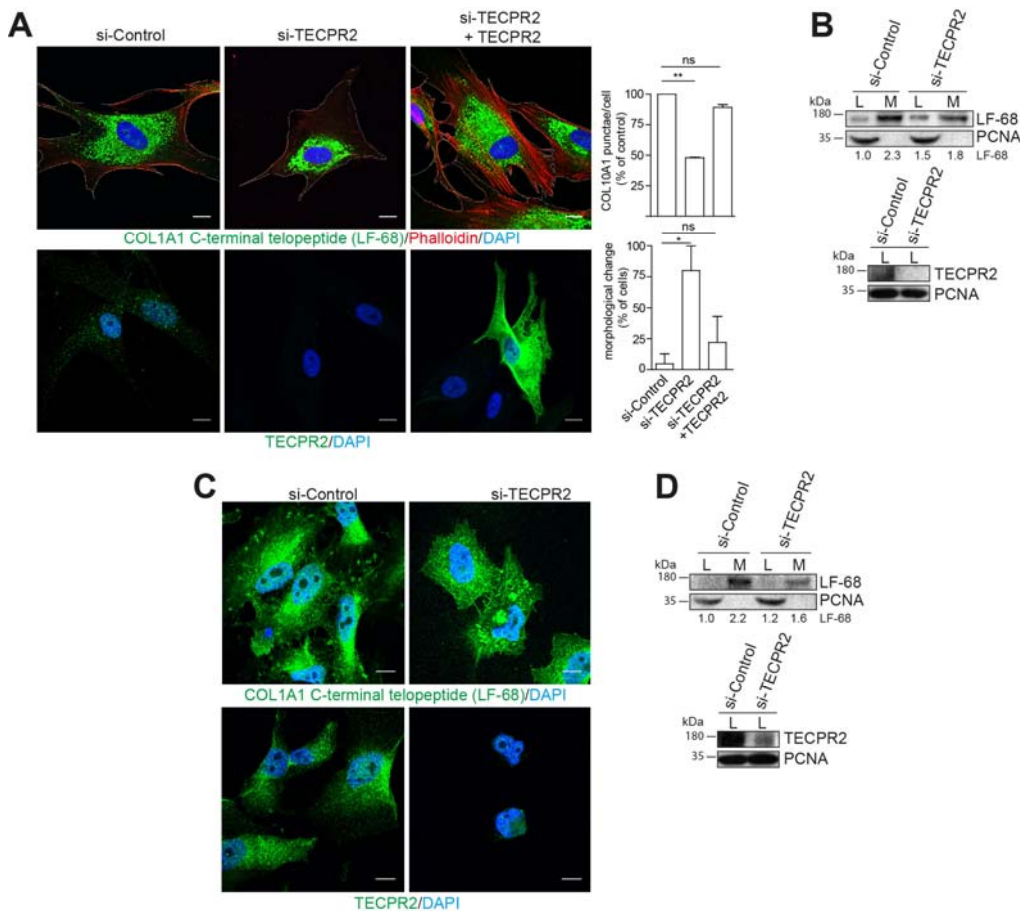 A
si-Control
si-TECPR2
si-TECPR2
+ TECPR2
COL1A1 C-terminal telopeptide (LF-68)/Phalloidin/DAPI
TECPR2/DAPI
ns
**
100
75
50
25
0
COL10A1 punctae/cell
(% of control)
ns
*
100
75
50
25
0
morphological change
(% of cells)
si-Control
si-TECPR2
si-TECPR2
+TECPR2
B
si-Control
si-TECPR2
kDa
L M L M
180
LF-68
35
PCNA
1.0 2.3 1.5 1.8 LF-68
si-Control
si-TECPR2
kDa
L L
180
TECPR2
35
PCNA
C
si-Control
si-TECPR2
COL1A1 C-terminal telopeptide (LF-68)/DAPI
TECPR2/DAPI
D
si-Control
si-TECPR2
kDa
L M L M
180
LF-68
35
PCNA
1.0 2.2 1.2 1.6 LF-68
si-Control
si-TECPR2
kDa
L L
180
TECPR2
35
PCNA